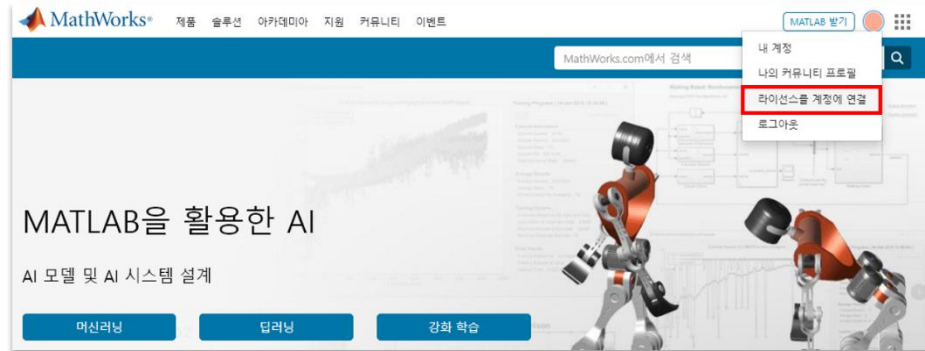 MathWorks®
제품 솔루션 아카데미아 지원 커뮤니티 이벤트
MATLAB 받기
MathWorks.com에서 검색
내 계정
나의 커뮤니티 프로필
라이선스를 계정에 연결
로그아웃
MATLAB을 활용한 AI
AI 모델 및 AI 시스템 설계
머신러닝 딥러닝 강화 학습